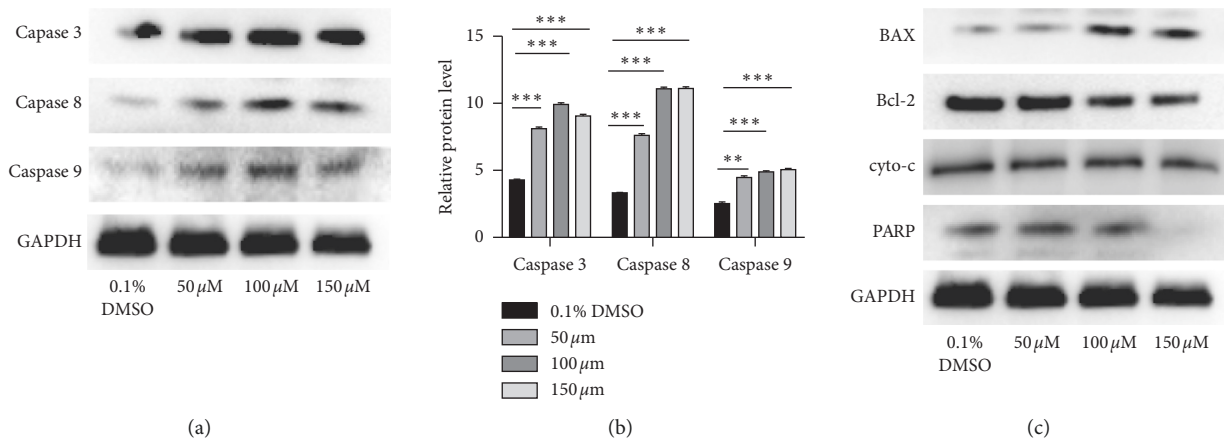 Capase 3
Capase 8
Caspase 9
GAPDH
0.1% DMSO
50 μM
100 μM
150 μM
(a)
Relative protein level
15
10
5
0
***
***
***
***
***
***
***
***
**
Caspase 3
Caspase 8
Caspase 9
0.1% DMSO
50 μm
100 μm
150 μm
(b)
BAX
Bcl-2
cyto-c
PARP
GAPDH
0.1% DMSO
50 μM
100 μM
150 μM
(c)